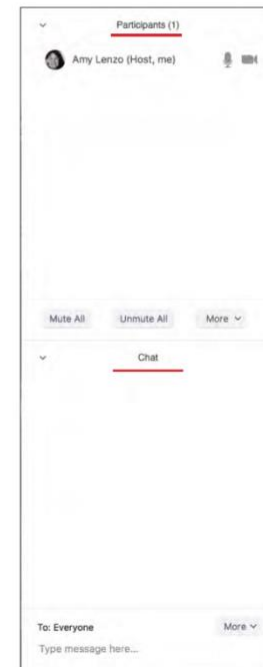 Participants (1)
Amy Lenzo (Host, me)
Mute All Unmute All More
Chat
To: Everyone More
Type message here...